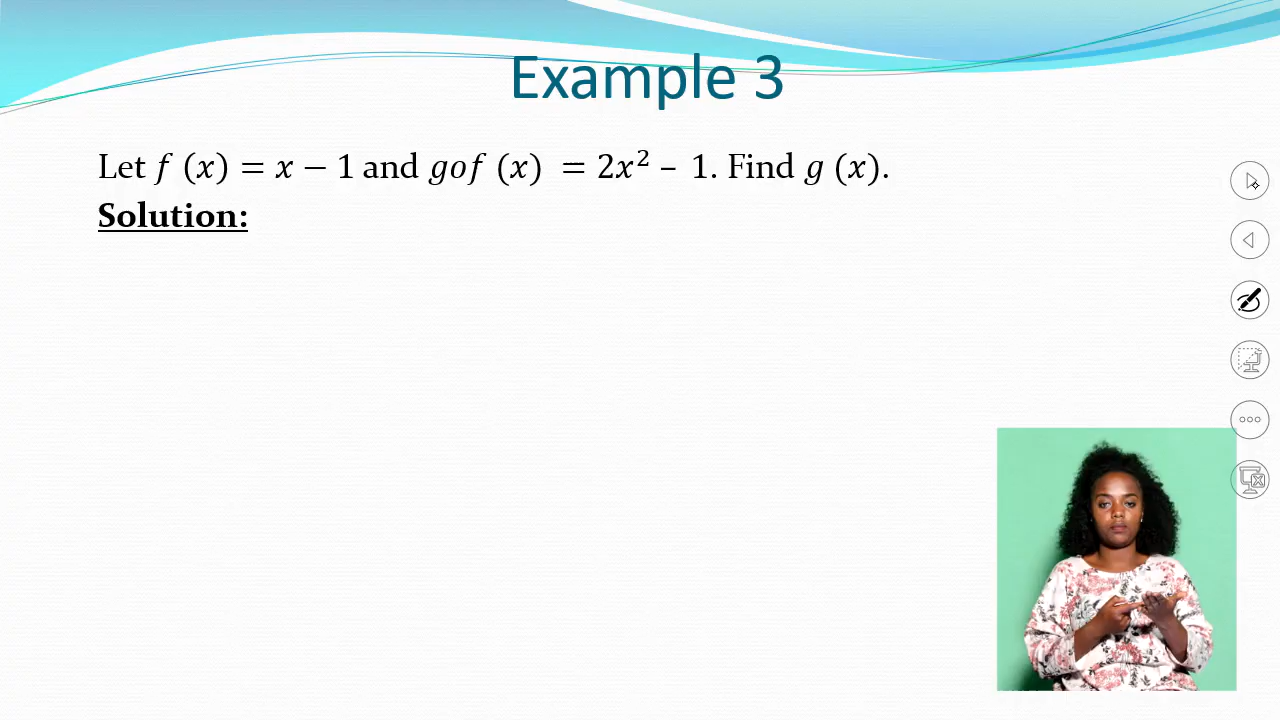 Example 3
Let f (x) = x − 1 and gof (x) = 2x² – 1. Find g (x).
Solution: